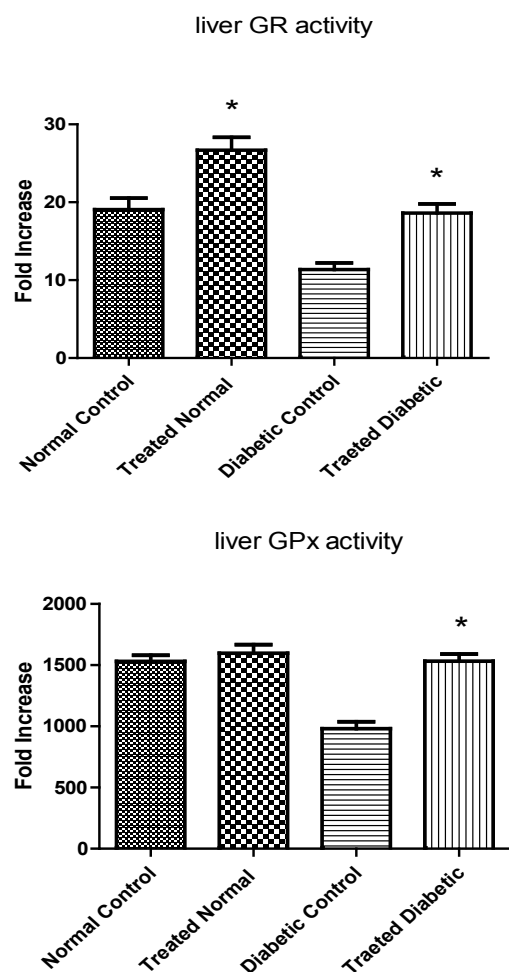 liver GR activity
*
*
30
20
10
0
Fold Increase
Normal Control
Treated Normal
Diabetic Control
Traeted Diabetic
liver GPx activity
*
2000
1500
1000
500
0
Fold Increase
Normal Control
Treated Normal
Diabetic Control
Traeted Diabetic